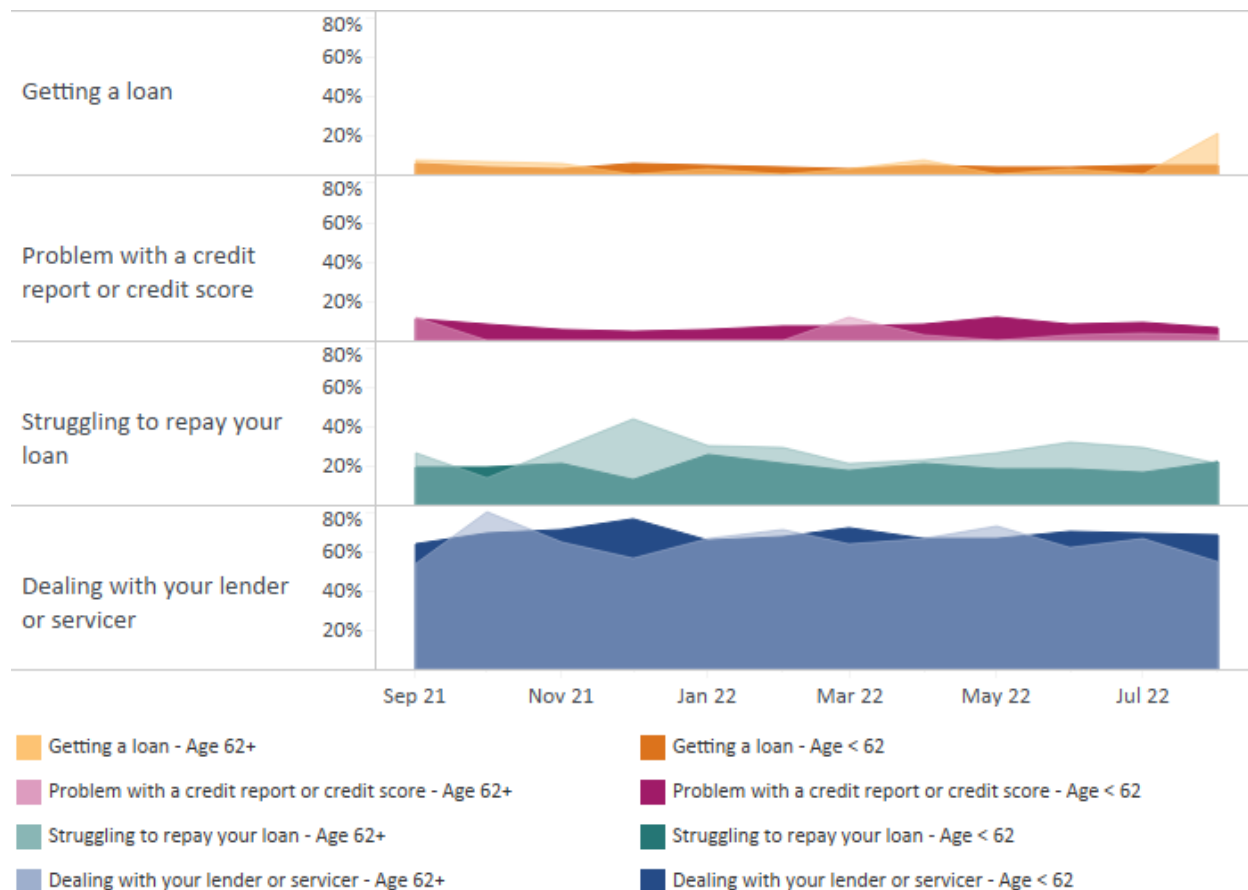 80%
60%
Getting a loan
40%
20%
80%
60%
Problem with a credit
report or credit score
40%
20%
80%
60%
Struggling to repay your
loan
40%
20%
80%
60%
Dealing with your lender
or servicer
40%
20%
Sep 21 Nov 21 Jan 22 Mar 22 May 22 Jul 22
Getting a loan - Age 62+ Getting a loan - Age < 62
Problem with a credit report or credit score - Age 62+ Problem with a credit report or credit score - Age < 62
Struggling to repay your loan - Age 62+ Struggling to repay your loan - Age < 62
Dealing with your lender or servicer - Age 62+ Dealing with your lender or servicer - Age < 62